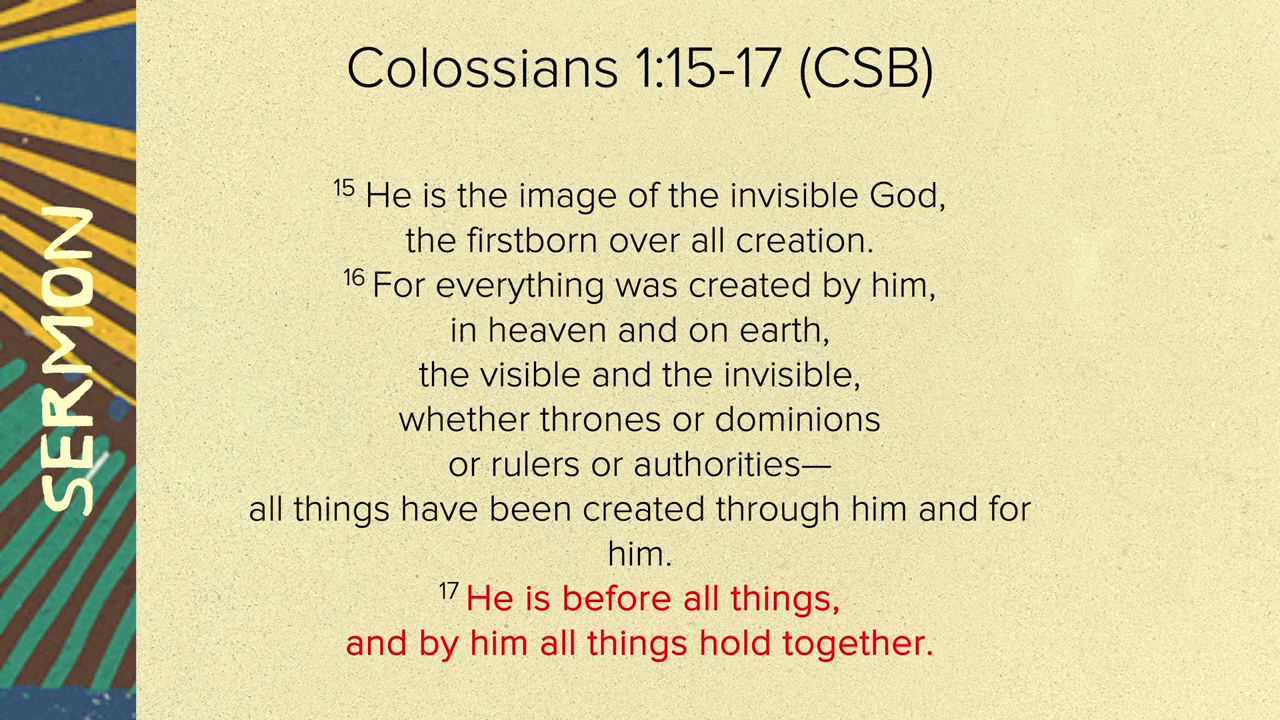 SERMON
Colossians 1:15-17 (CSB)
15 He is the image of the invisible God,
the firstborn over all creation.
16 For everything was created by him,
in heaven and on earth,
the visible and the invisible,
whether thrones or dominions
or rulers or authorities—
all things have been created through him and for
him.
17 He is before all things,
and by him all things hold together.